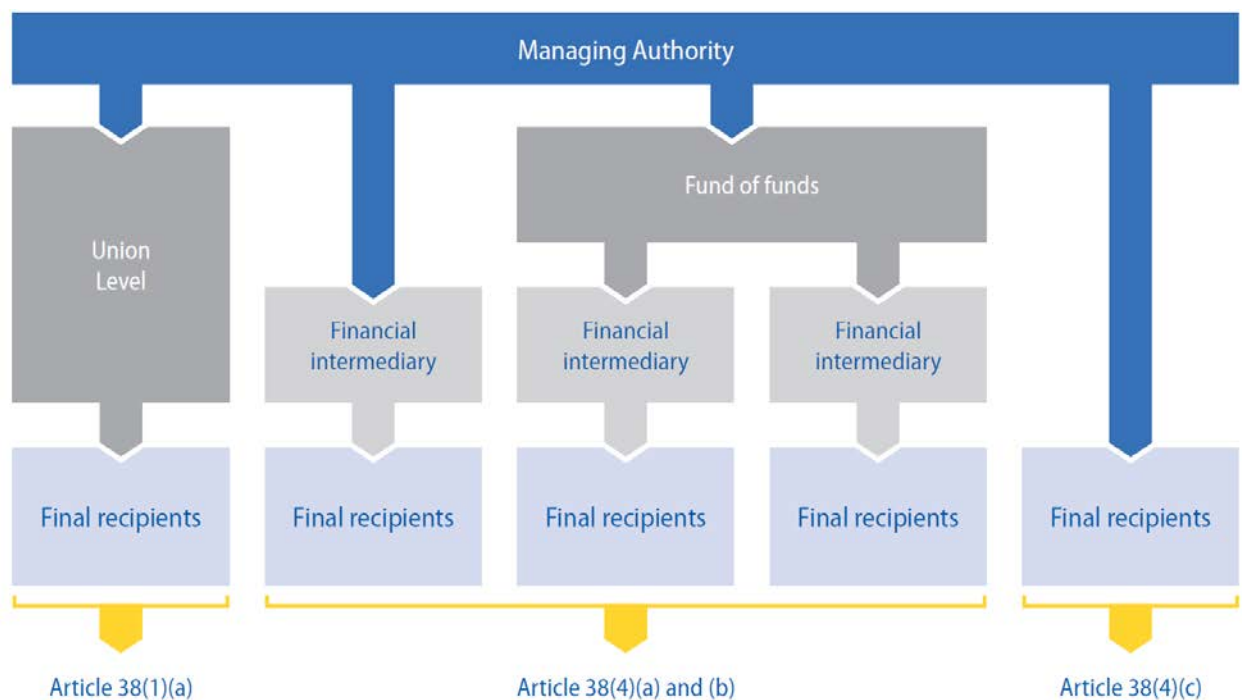 Managing Authority
Union
Level
Fund of funds
Financial
intermediary
Financial
intermediary
Financial
intermediary
Final recipients
Final recipients
Final recipients
Final recipients
Final recipients
Article 38(1)(a)
Article 38(4)(a) and (b)
Article 38(4)(c)